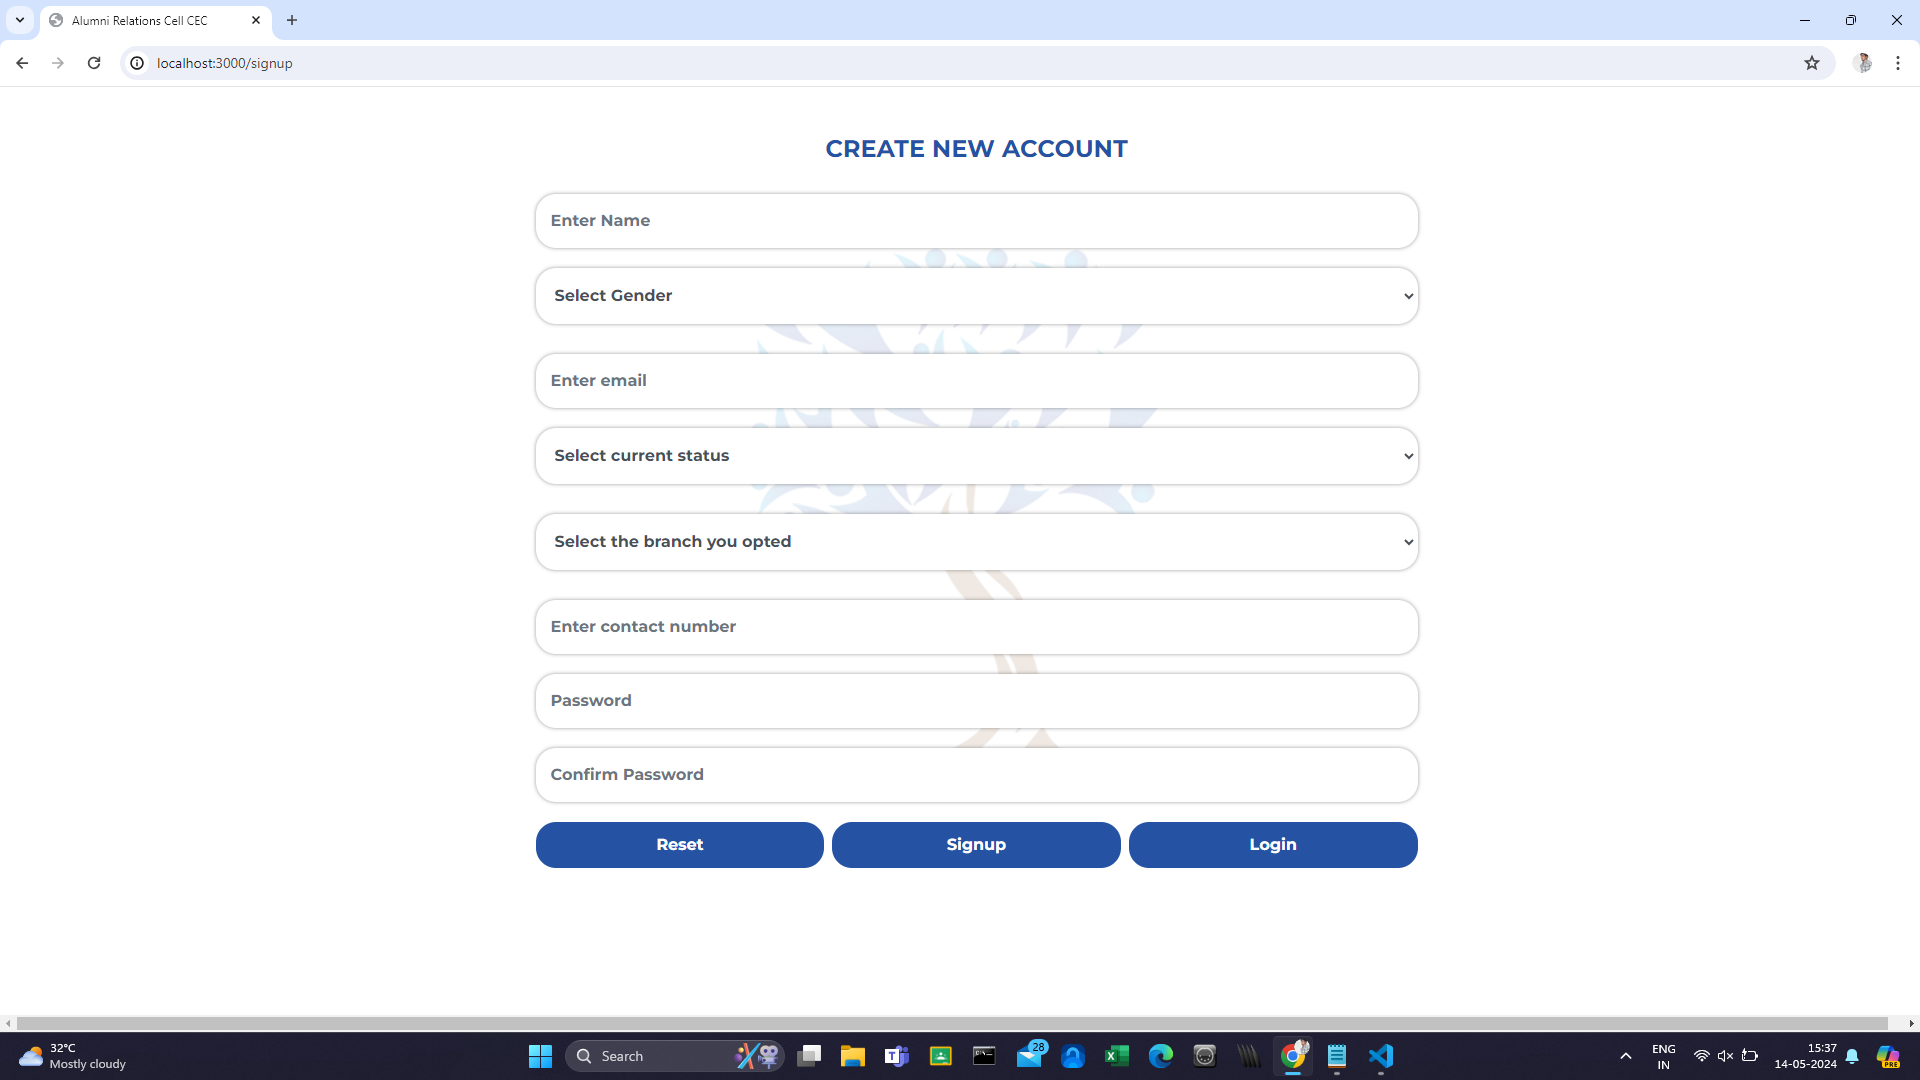 Alumni Relations Cell CEC
localhost:3000/signup
CREATE NEW ACCOUNT
Enter Name
Select Gender
Enter email
Select current status
Select the branch you opted
Enter contact number
Password
Confirm Password
Reset Signup Login
32°C
Mostly cloudy
Search
28
ENG
IN
15:37
14-05-2024
PRE